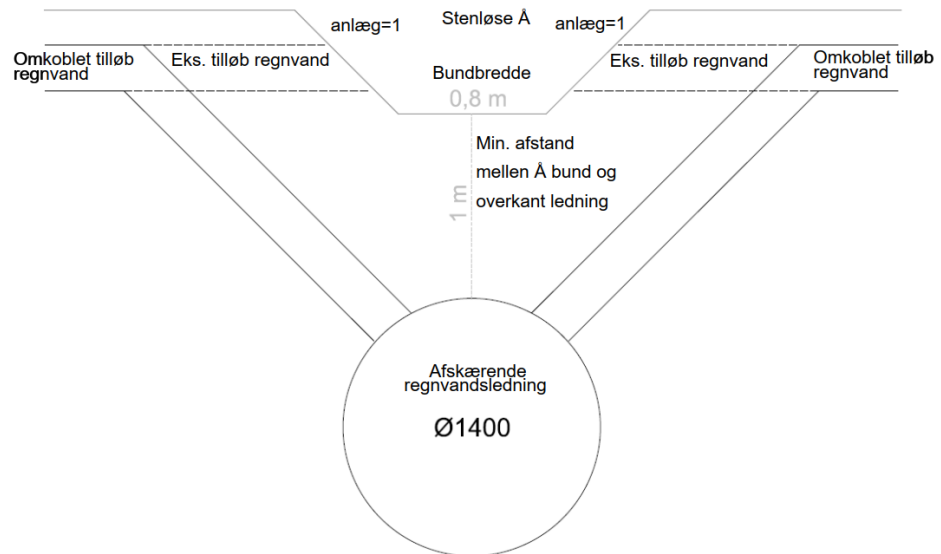 Stenløse Å
anlæg=1
anlæg=1
Omkoblet tilløb
regnvand
Eks. tilløb regnvand
Bundbredde
0,8 m
Eks. tilløb regnvand
Omkoblet tilløb
regnvand
Min. afstand
mellen Å bund og
overkant ledning
1 m
Afskærende
regnvandsledning
Ø1400